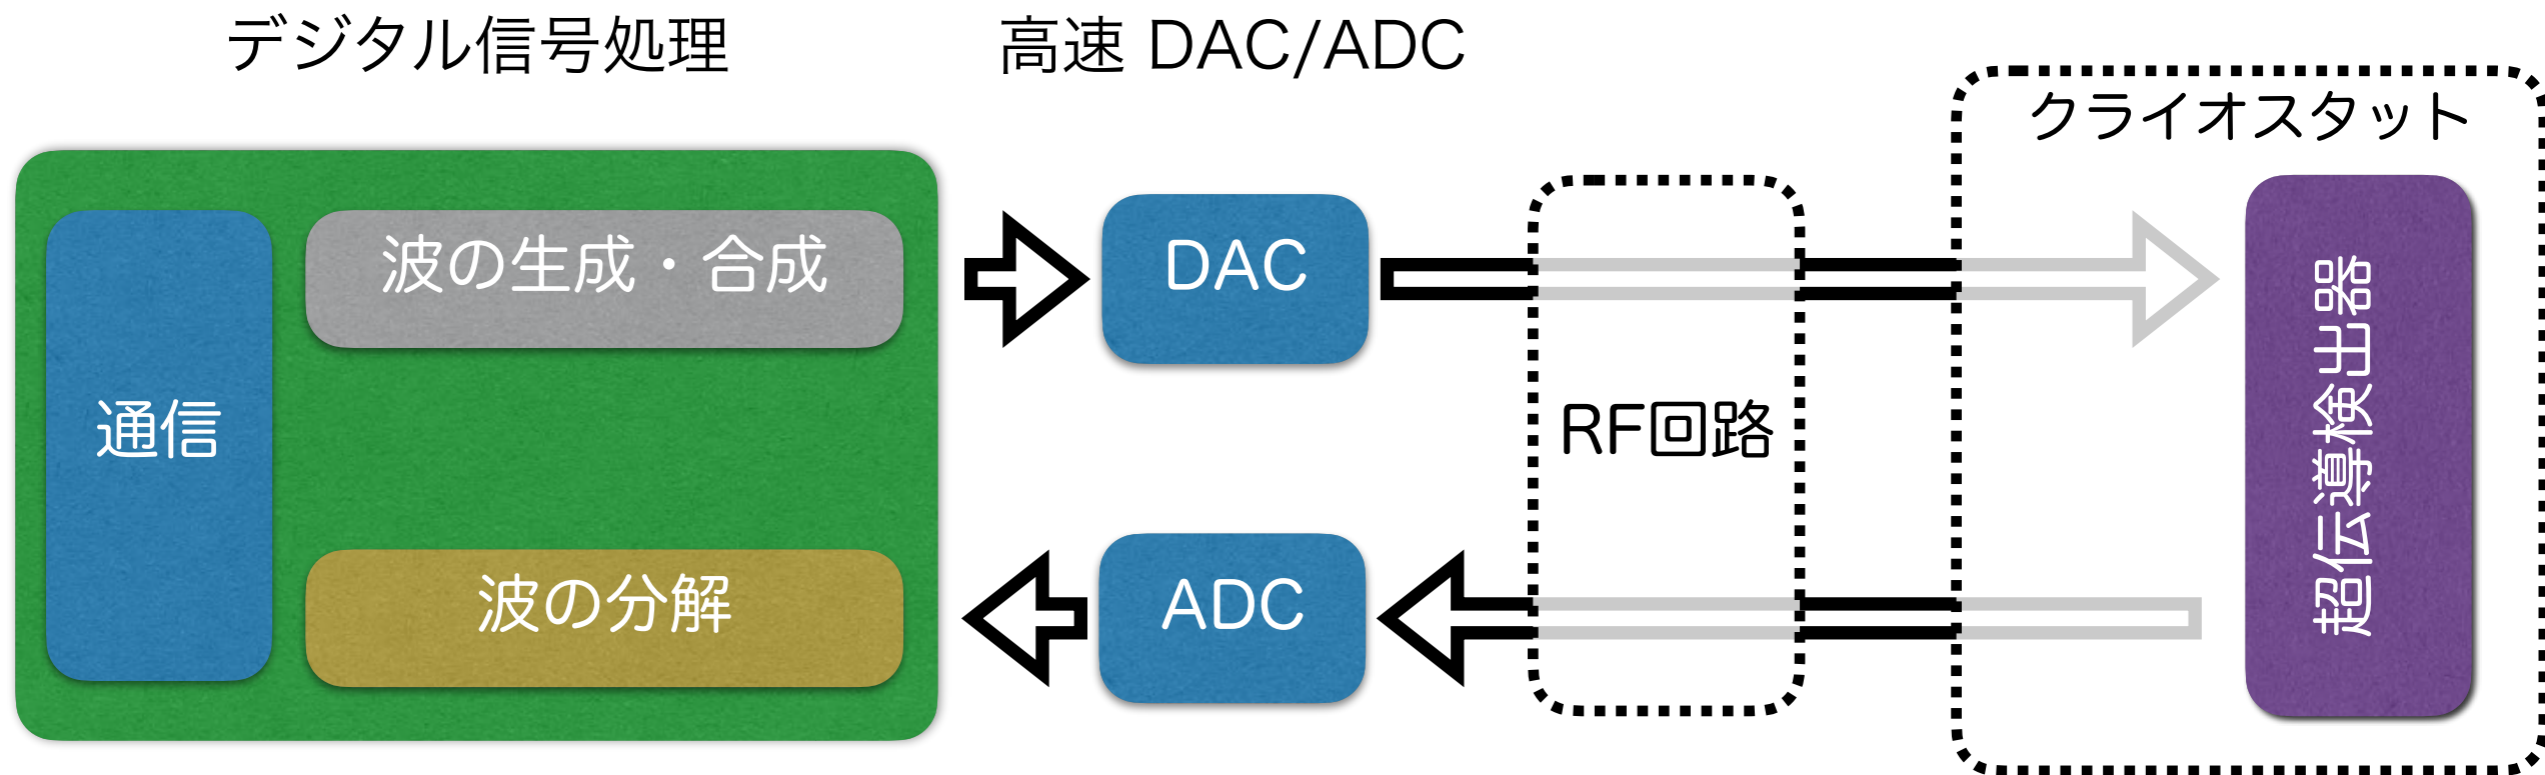 デジタル信号処理
高速 DAC/ADC
クライオスタット
波の生成・合成
DAC
通信
RF回路
超伝導検出器
波の分解
ADC